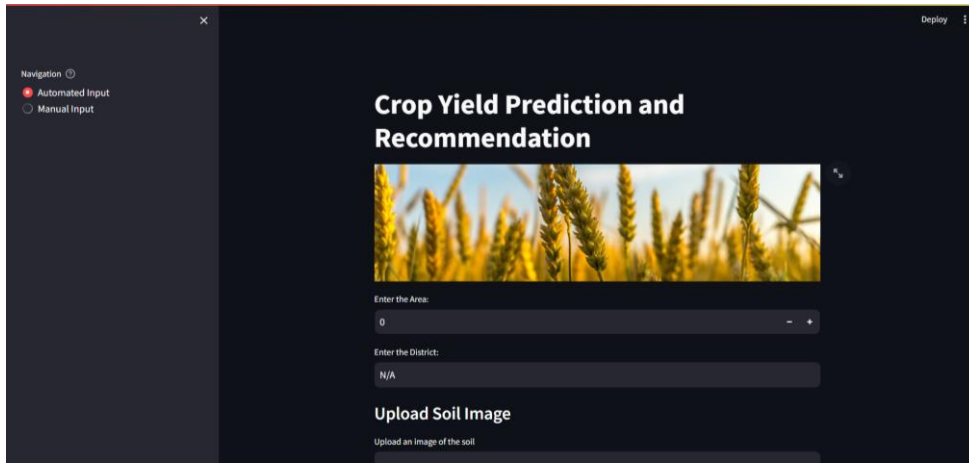 Deploy
Navigation
Automated Input
Manual Input
Crop Yield Prediction and
Recommendation
Enter the Area:
0
Enter the District:
N/A
Upload Soil Image
Upload an image of the soil